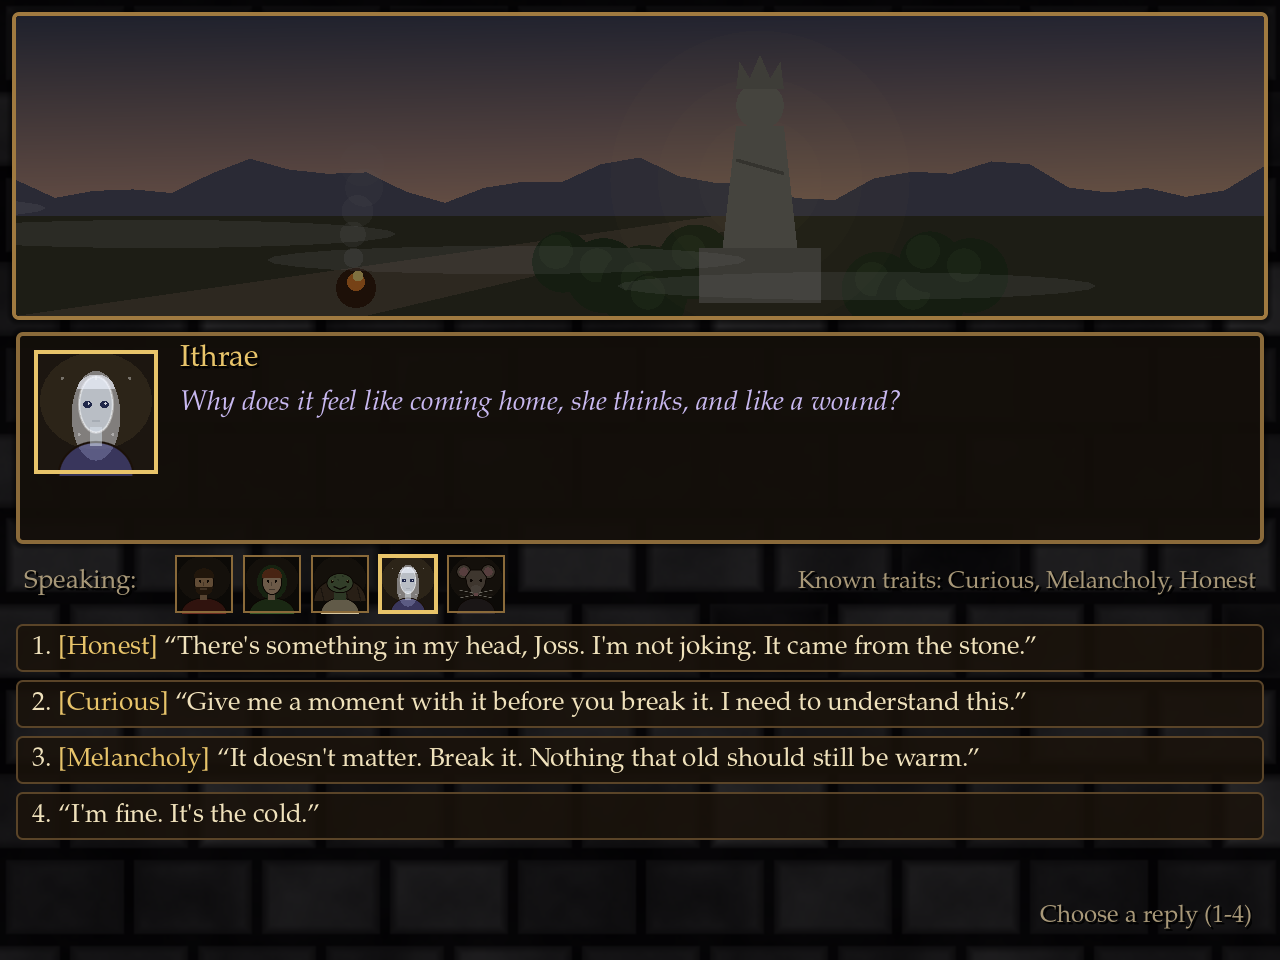 Ithrae
Why does it feel like coming home, she thinks, and like a wound?
Speaking:
Known traits: Curious, Melancholy, Honest
1. [Honest] “There's something in my head, Joss. I'm not joking. It came from the stone.”
2. [Curious] “Give me a moment with it before you break it. I need to understand this.”
3. [Melancholy] “It doesn't matter. Break it. Nothing that old should still be warm.”
4. “I'm fine. It's the cold.”
Choose a reply (1-4)